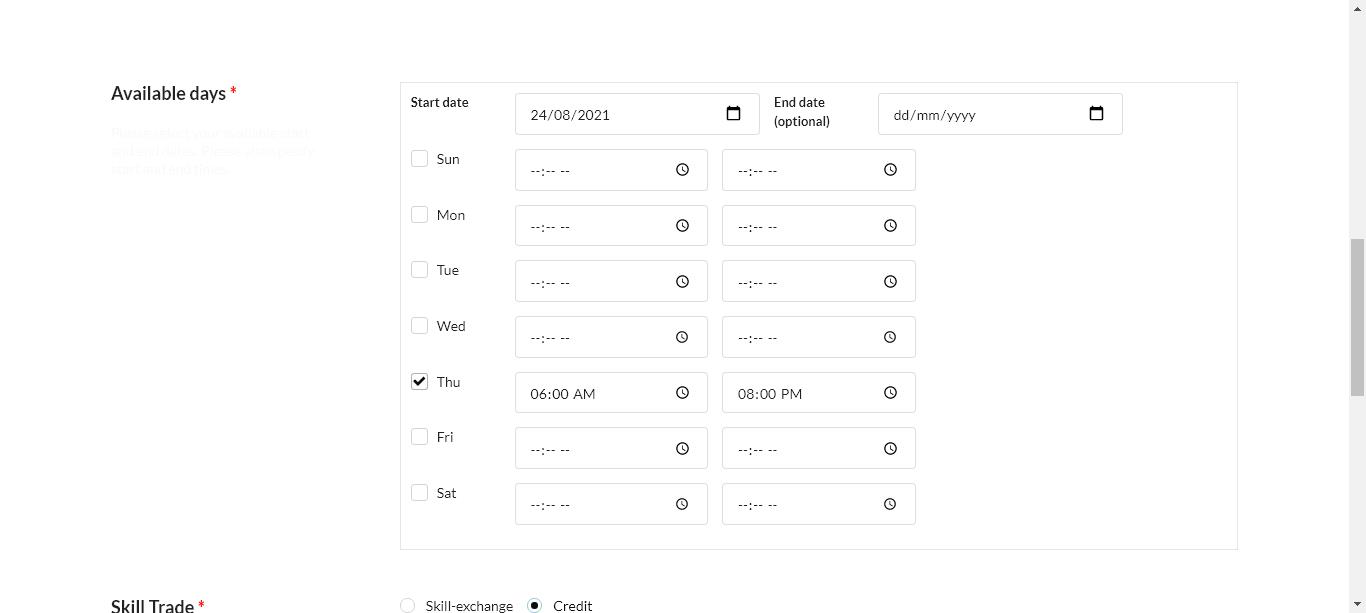 Available days *
Please select your available start
and end dates. Please also specify
start and end times.
Start date
24/08/2021
End date
(optional)
dd/mm/yyyy
Sun --:-- -- --:-- --
Mon --:-- -- --:-- --
Tue --:-- -- --:-- --
Wed --:-- -- --:-- --
Thu 06:00 AM 08:00 PM
Fri --:-- -- --:-- --
Sat --:-- -- --:-- --
Skill Trade * Skill-exchange Credit